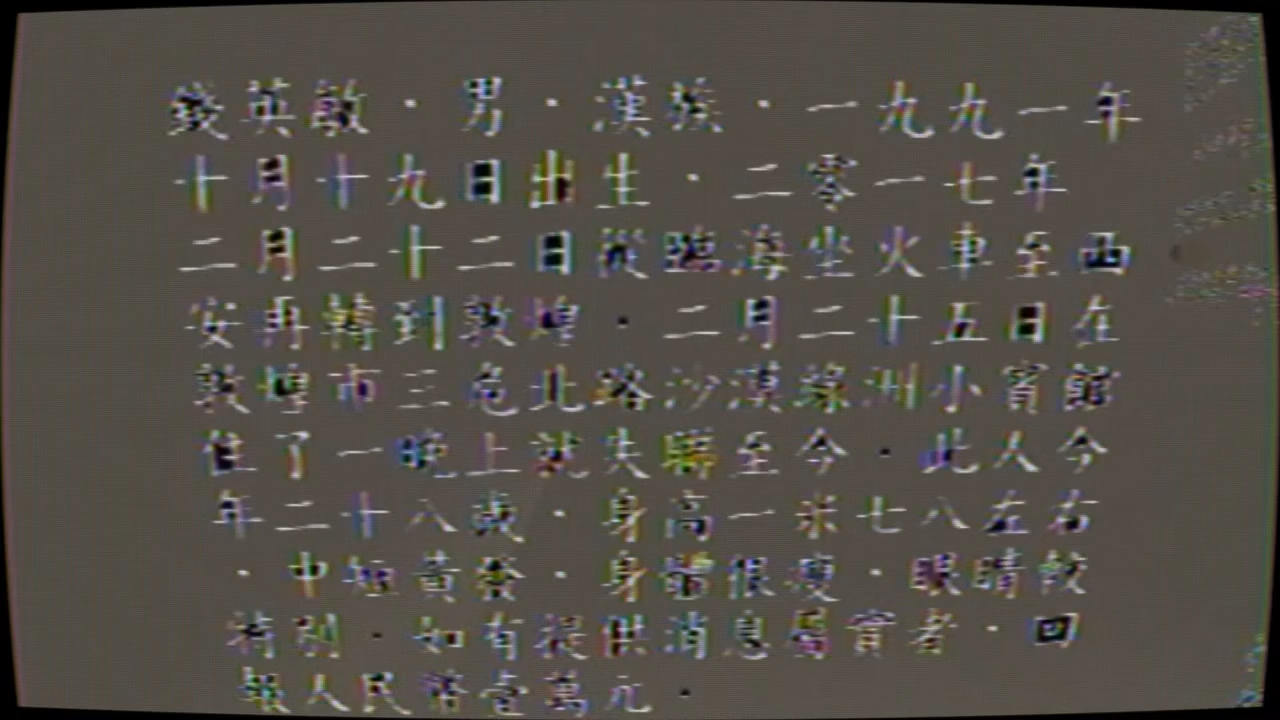 錢英敏·男·漢族·一九九一年
十月十九日出生·二零一七年
二月二十二日從臨海坐火車至西
安再轉到敦煌·二月二十五日在
敦煌市三危北路沙漠綠洲小賓館
住了一晚上就失聯至今·此人今
年二十八歲·身高一米七八左右
·中短黃發·身體很瘦·眼睛較
特別·如有提供消息屬實者·回
報人民幣壹萬元·